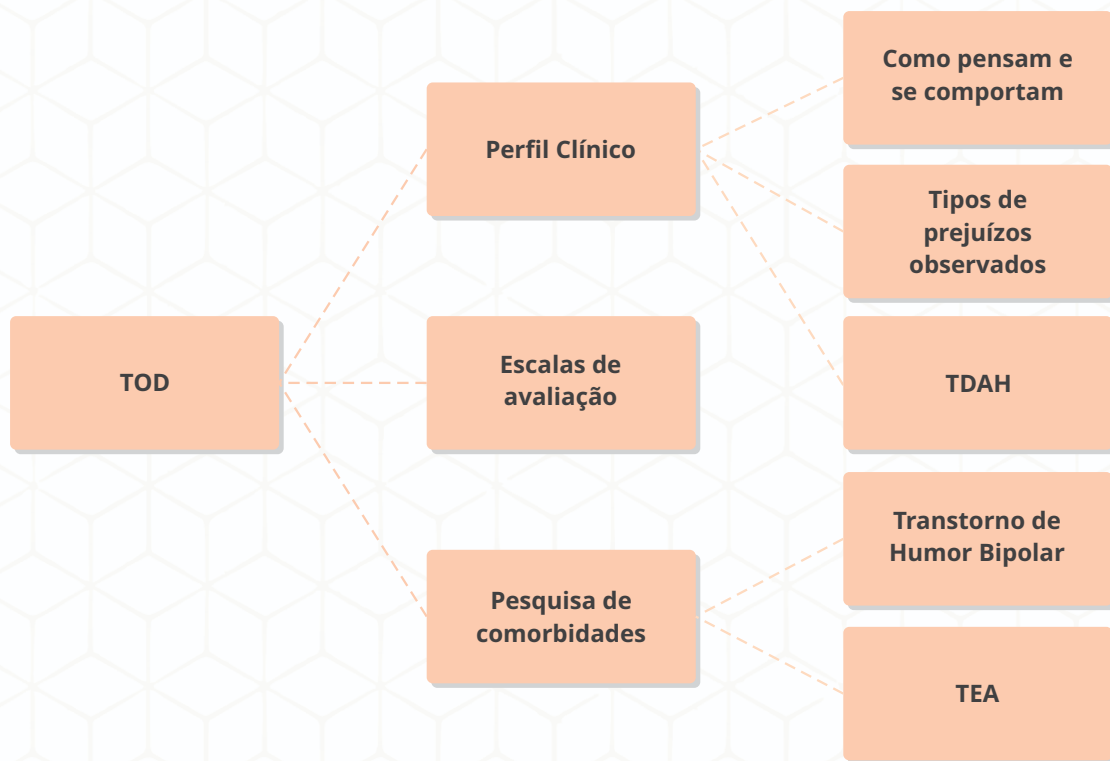 TOD
Perfil Clínico
Escalas de
avaliação
Pesquisa de
comorbidades
Como pensam e
se comportam
Tipos de
prejuízos
observados
TDAH
Transtorno de
Humor Bipolar
TEA